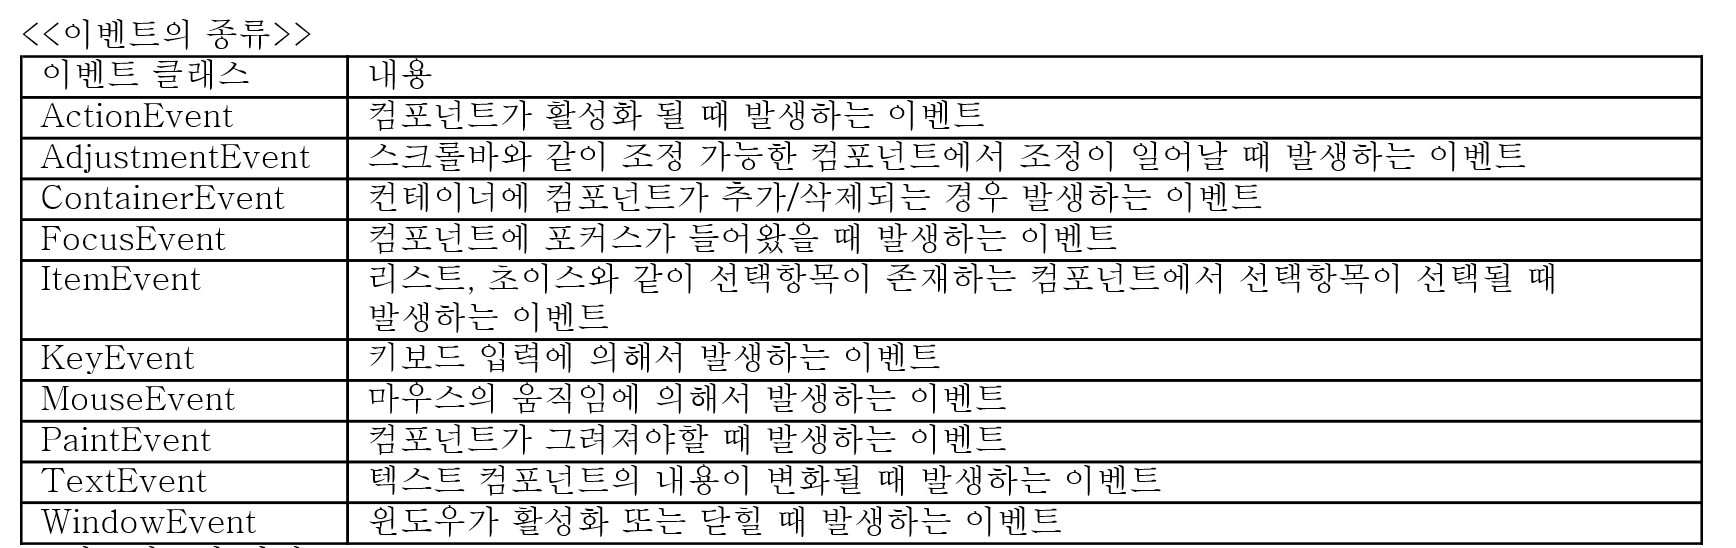 <<이벤트의 종류>>
이벤트 클래스 내용
ActionEvent 컴포넌트가 활성화 될 때 발생하는 이벤트
AdjustmentEvent 스크롤바와 같이 조정 가능한 컴포넌트에서 조정이 일어날 때 발생하는 이벤트
ContainerEvent 컨테이너에 컴포넌트가 추가/삭제되는 경우 발생하는 이벤트
FocusEvent 컴포넌트에 포커스가 들어왔을 때 발생하는 이벤트
ItemEvent 리스트, 초이스와 같이 선택항목이 존재하는 컴포넌트에서 선택항목이 선택될 때
발생하는 이벤트
KeyEvent 키보드 입력에 의해서 발생하는 이벤트
MouseEvent 마우스의 움직임에 의해서 발생하는 이벤트
PaintEvent 컴포넌트가 그려져야할 때 발생하는 이벤트
TextEvent 텍스트 컴포넌트의 내용이 변화될 때 발생하는 이벤트
WindowEvent 윈도우가 활성화 또는 닫힐 때 발생하는 이벤트